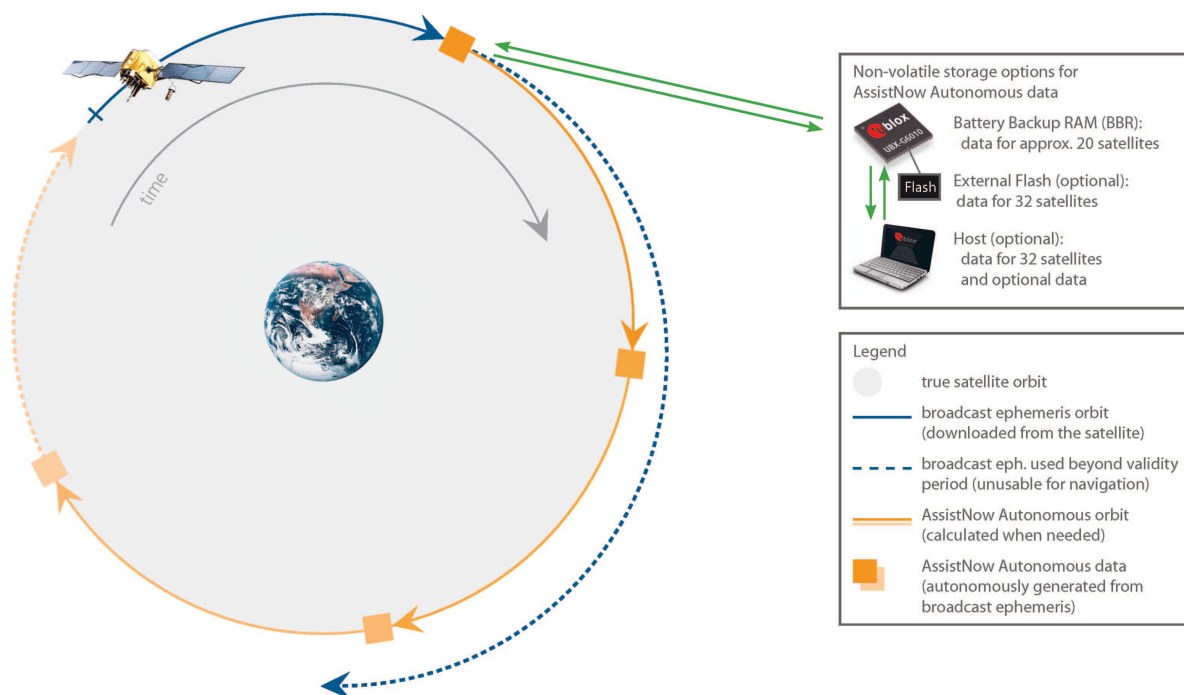 time
Non-volatile storage options for
AssistNow Autonomous data
blox
UBX-G6010
Battery Backup RAM (BBR):
data for approx. 20 satellites
Flash
External Flash (optional):
data for 32 satellites
blox
Host (optional):
data for 32 satellites
and optional data
Legend
true satellite orbit
broadcast ephemeris orbit
(downloaded from the satellite)
broadcast eph. used beyond validity
period (unusable for navigation)
AssistNow Autonomous orbit
(calculated when needed)
AssistNow Autonomous data
(autonomously generated from
broadcast ephemeris)